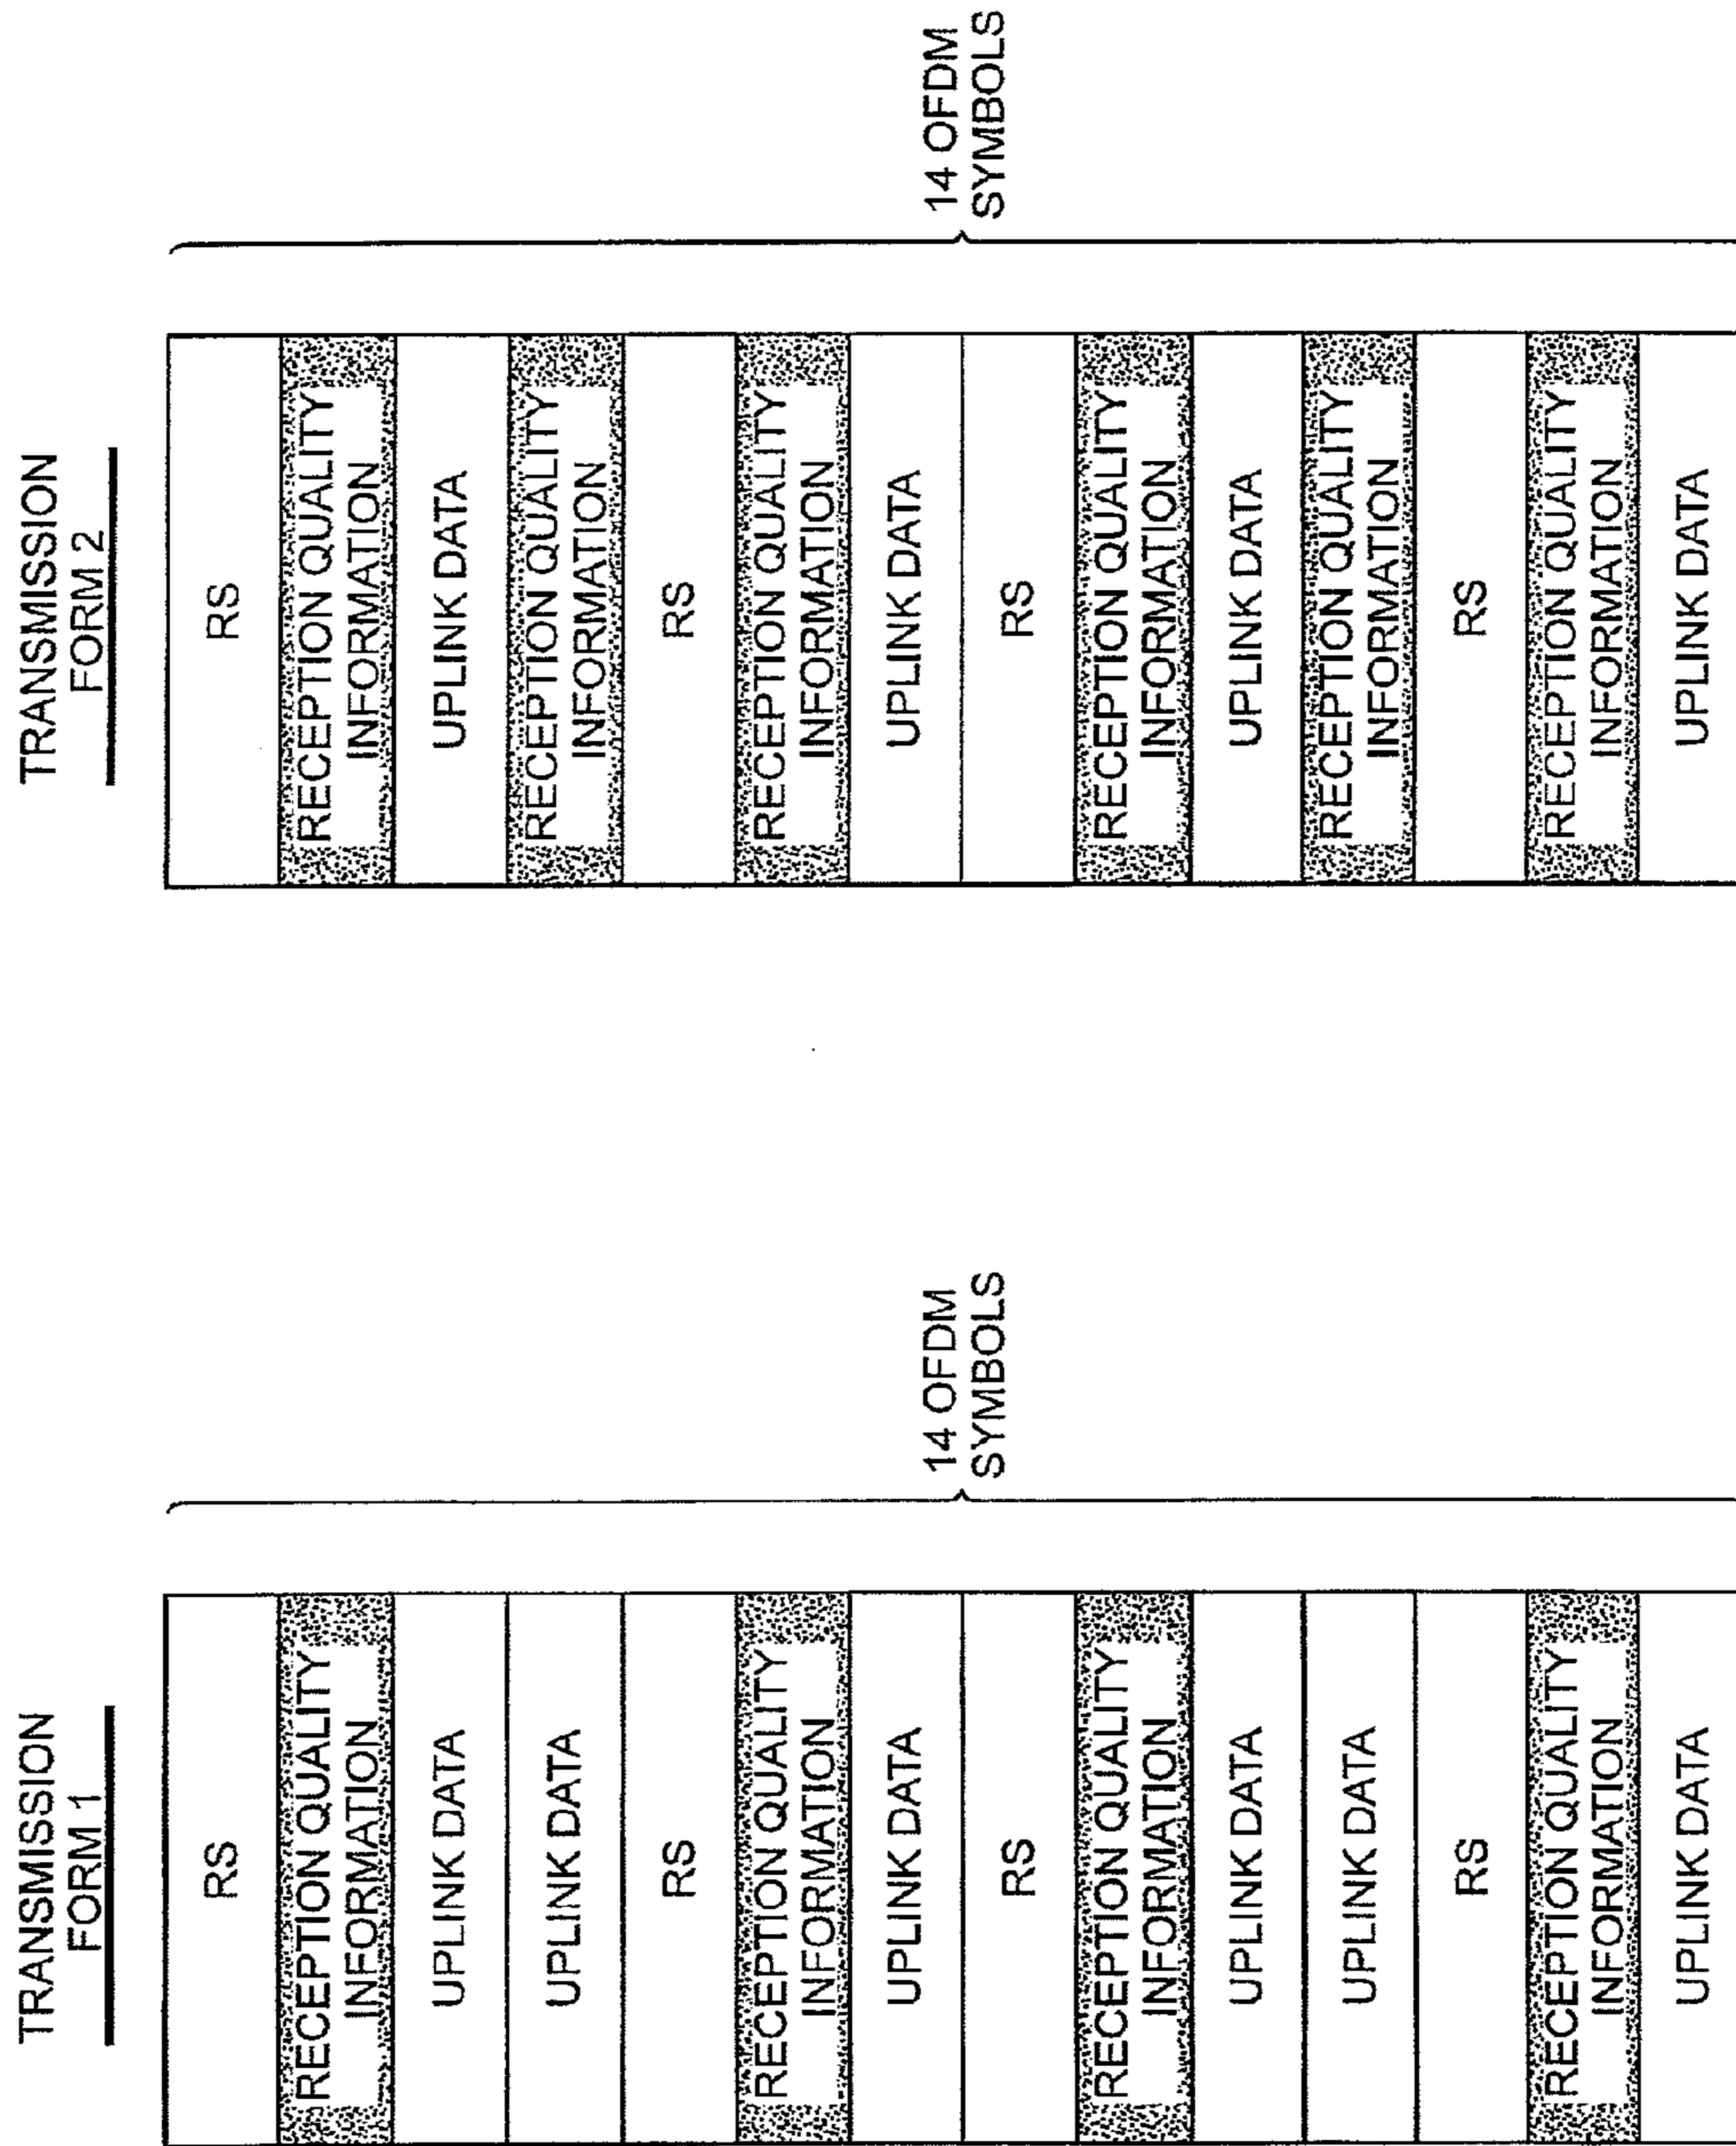 TRANSMISSION
FORM 1
RS
RECEPTION QUALITY
INFORMATION
UPLINK DATA
UPLINK DATA
RS
RECEPTION QUALITY
INFORMATION
UPLINK DATA
RS
RECEPTION QUALITY
INFORMATION
UPLINK DATA
UPLINK DATA
RS
RECEPTION QUALITY
INFORMATION
UPLINK DATA
14 OFDM
SYMBOLS
TRANSMISSION
FORM 2
RS
RECEPTION QUALITY
INFORMATION
UPLINK DATA
RECEPTION QUALITY
INFORMATION
RS
RECEPTION QUALITY
INFORMATION
UPLINK DATA
RS
RECEPTION QUALITY
INFORMATION
UPLINK DATA
RECEPTION QUALITY
INFORMATION
RS
RECEPTION QUALITY
INFORMATION
UPLINK DATA
14 OFDM
SYMBOLS